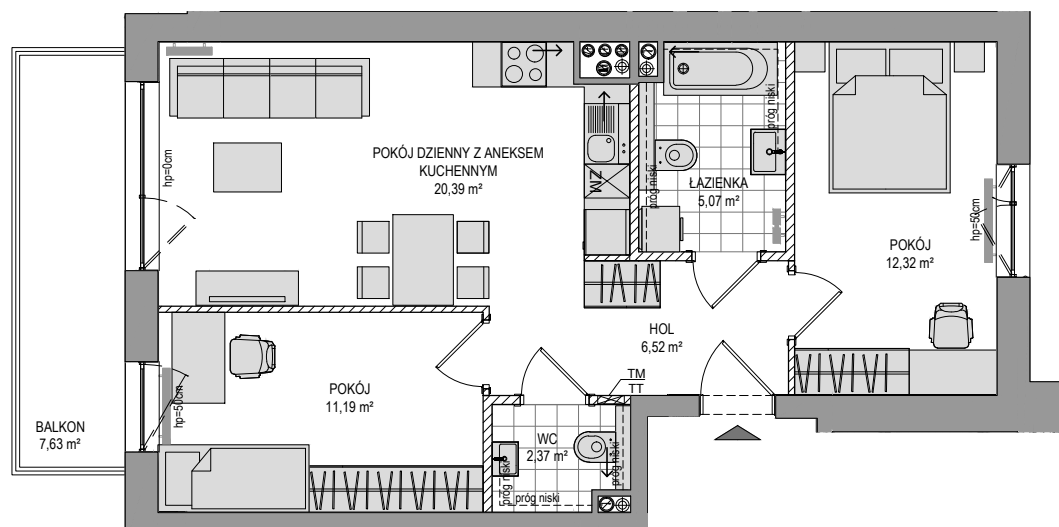 POKÓJ DZIENNY Z ANEKSEM
KUCHENNYM
20,39 m²
hp=0cm
ZM
próg niski
próg niski
ŁAZIENKA
5,07 m²
POKÓJ
12,32 m²
hp=50cm
HOL
6,52 m²
TM
TT
POKÓJ
11,19 m²
hp=50cm
BALKON
7,63 m²
WC
2,37 m²
próg niski
próg niski
próg niski